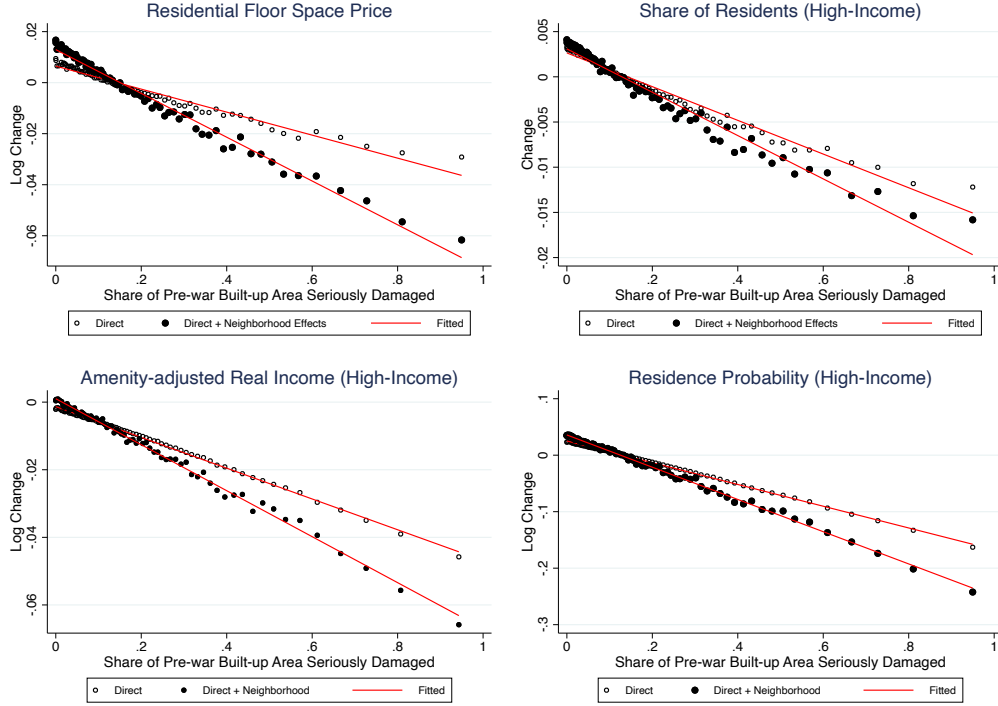 Residential Floor Space Price
Log Change
.02
0
-.02
-.04
-.06
0 .2 .4 .6 .8 1
Share of Pre-war Built-up Area Seriously Damaged
Direct Direct + Neighborhood Effects Fitted
Share of Residents (High-Income)
Change
.005
0
-.005
-.01
-.015
-.02
0 .2 .4 .6 .8 1
Share of Pre-war Built-up Area Seriously Damaged
Direct Direct + Neighborhood Effects Fitted
Amenity-adjusted Real Income (High-Income)
Log Change
0
-.02
-.04
-.06
0 .2 .4 .6 .8 1
Share of Pre-war Built-up Area Seriously Damaged
Direct Direct + Neighborhood Fitted
Residence Probability (High-Income)
Log Change
.1
0
-.1
-.2
-.3
0 .2 .4 .6 .8 1
Share of Pre-war Built-up Area Seriously Damaged
Direct Direct + Neighborhood Fitted